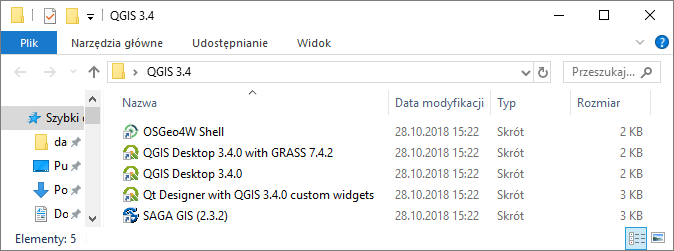 QGIS 3.4
Plik Narzędzia główne Udostępnianie Widok
QGIS 3.4 Przeszukaj...
Nazwa Data modyfikacji Typ Rozmiar
Szybki
OSGeo4W Shell 28.10.2018 15:22 Skrót 2 KB
da QGIS Desktop 3.4.0 with GRASS 7.4.2 28.10.2018 15:22 Skrót 2 KB
Pu QGIS Desktop 3.4.0 28.10.2018 15:22 Skrót 2 KB
Po Qt Designer with QGIS 3.4.0 custom widgets 28.10.2018 15:22 Skrót 3 KB
Do SAGA GIS (2.3.2) 28.10.2018 15:22 Skrót 3 KB
Elementy: 5